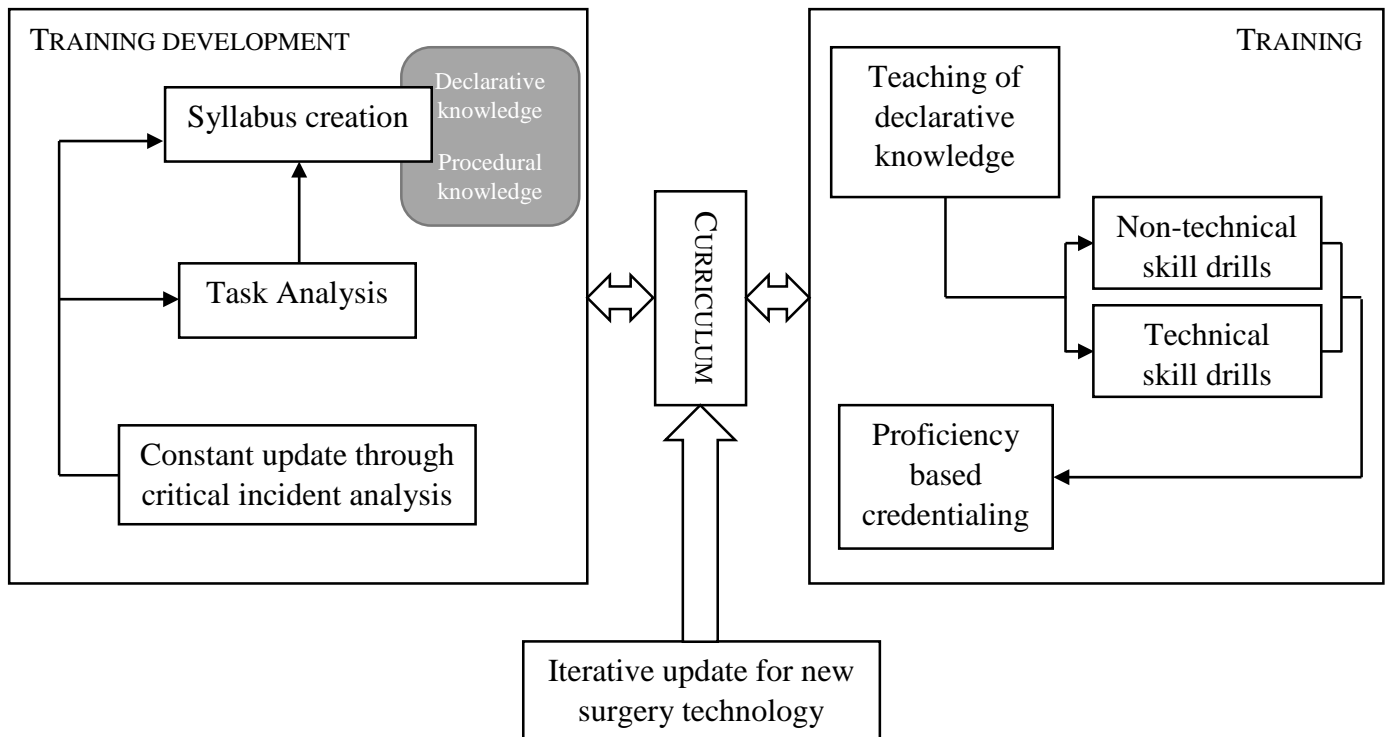 TRAINING DEVELOPMENT
Declarative
knowledge
Syllabus creation
Procedural
knowledge
Task Analysis
Constant update through
critical incident analysis
CURRICULUM
TRAINING
Teaching of
declarative
knowledge
Non-technical
skill drills
Technical
skill drills
Proficiency
based
credentialing
Iterative update for new
surgery technology